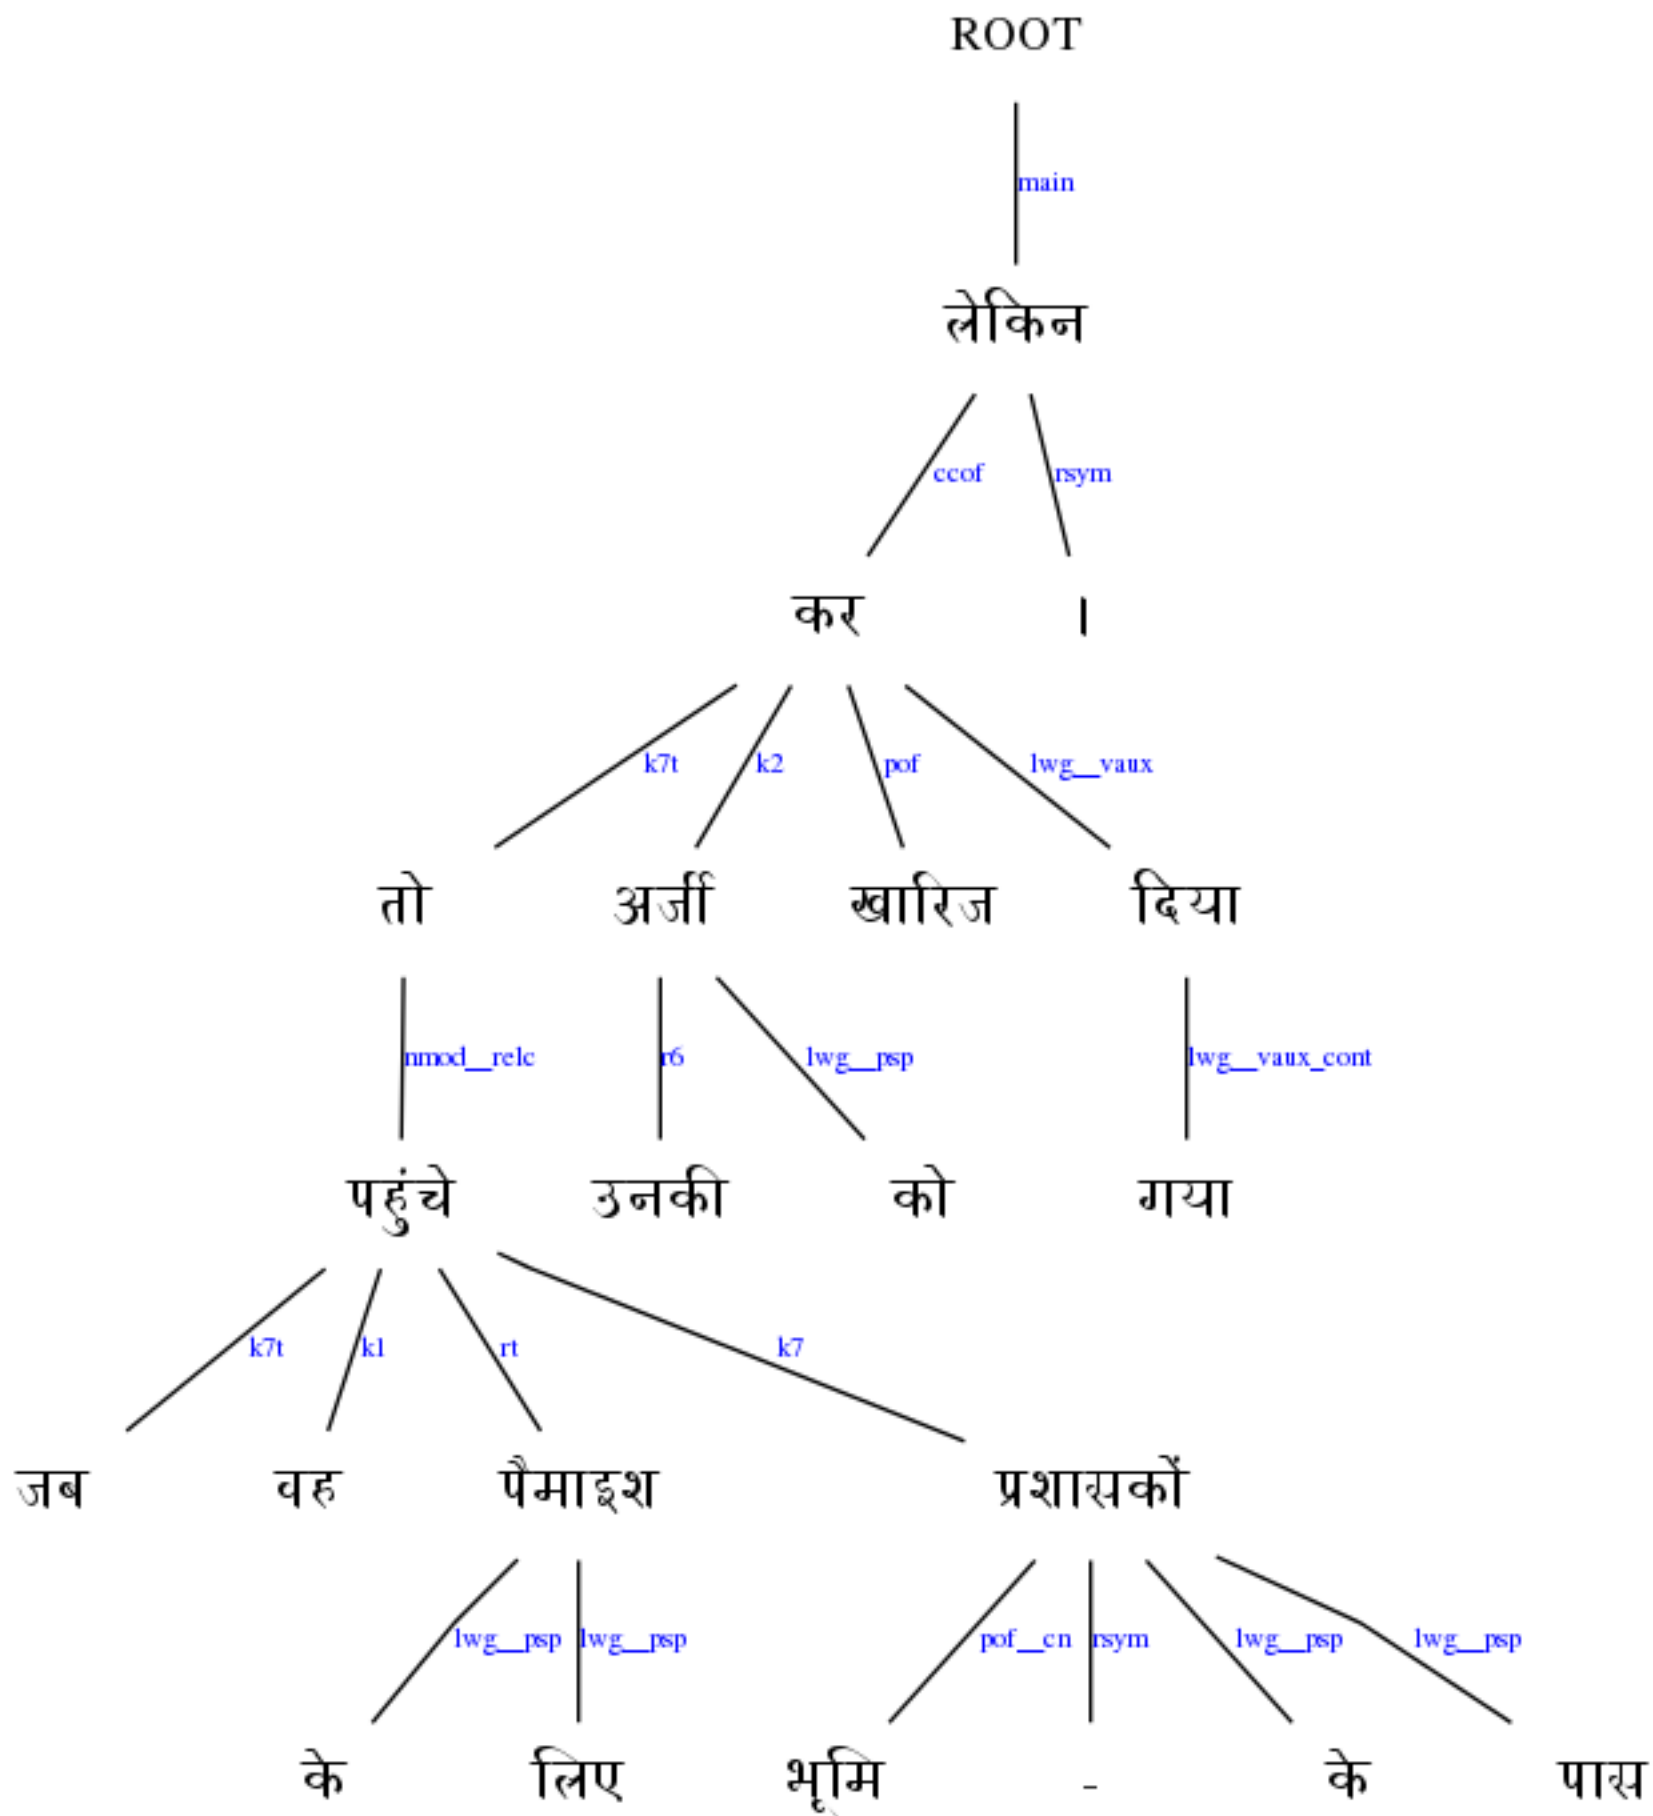 ROOT
main
लेकिन
ccof rsym
कर ।
k7t k2 pof lwg__vaux
तो अर्जी खारिज दिया
nmod__relc r6 lwg__psp lwg__vaux_cont
पहुंचे उनकी को गया
k7t k1 rt k7
जब वह पैमाइश प्रशासकों
lwg__psp lwg__psp pof__cn rsym lwg__psp lwg__psp
के लिए भूमि - के पास